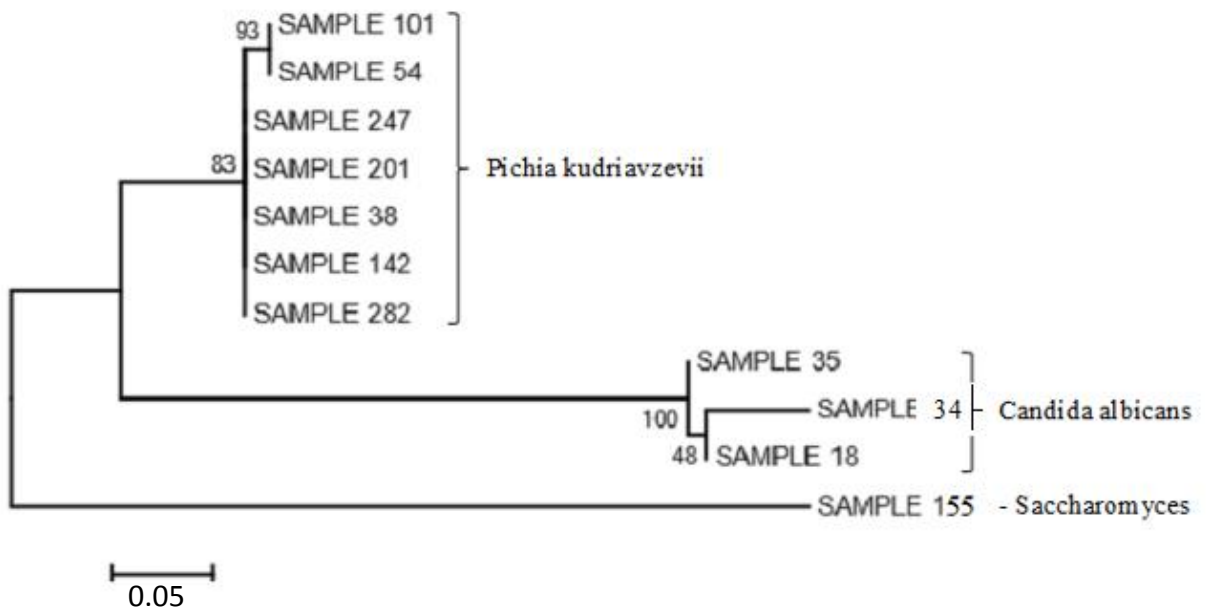 93
SAMPLE 101
SAMPLE 54
SAMPLE 247
83
SAMPLE 201
Pichia kudriavzevii
SAMPLE 38
SAMPLE 142
SAMPLE 282
SAMPLE 35
100
SAMPLE 34
Candida albicans
48
SAMPLE 18
SAMPLE 155 - Saccharomyces
0.05